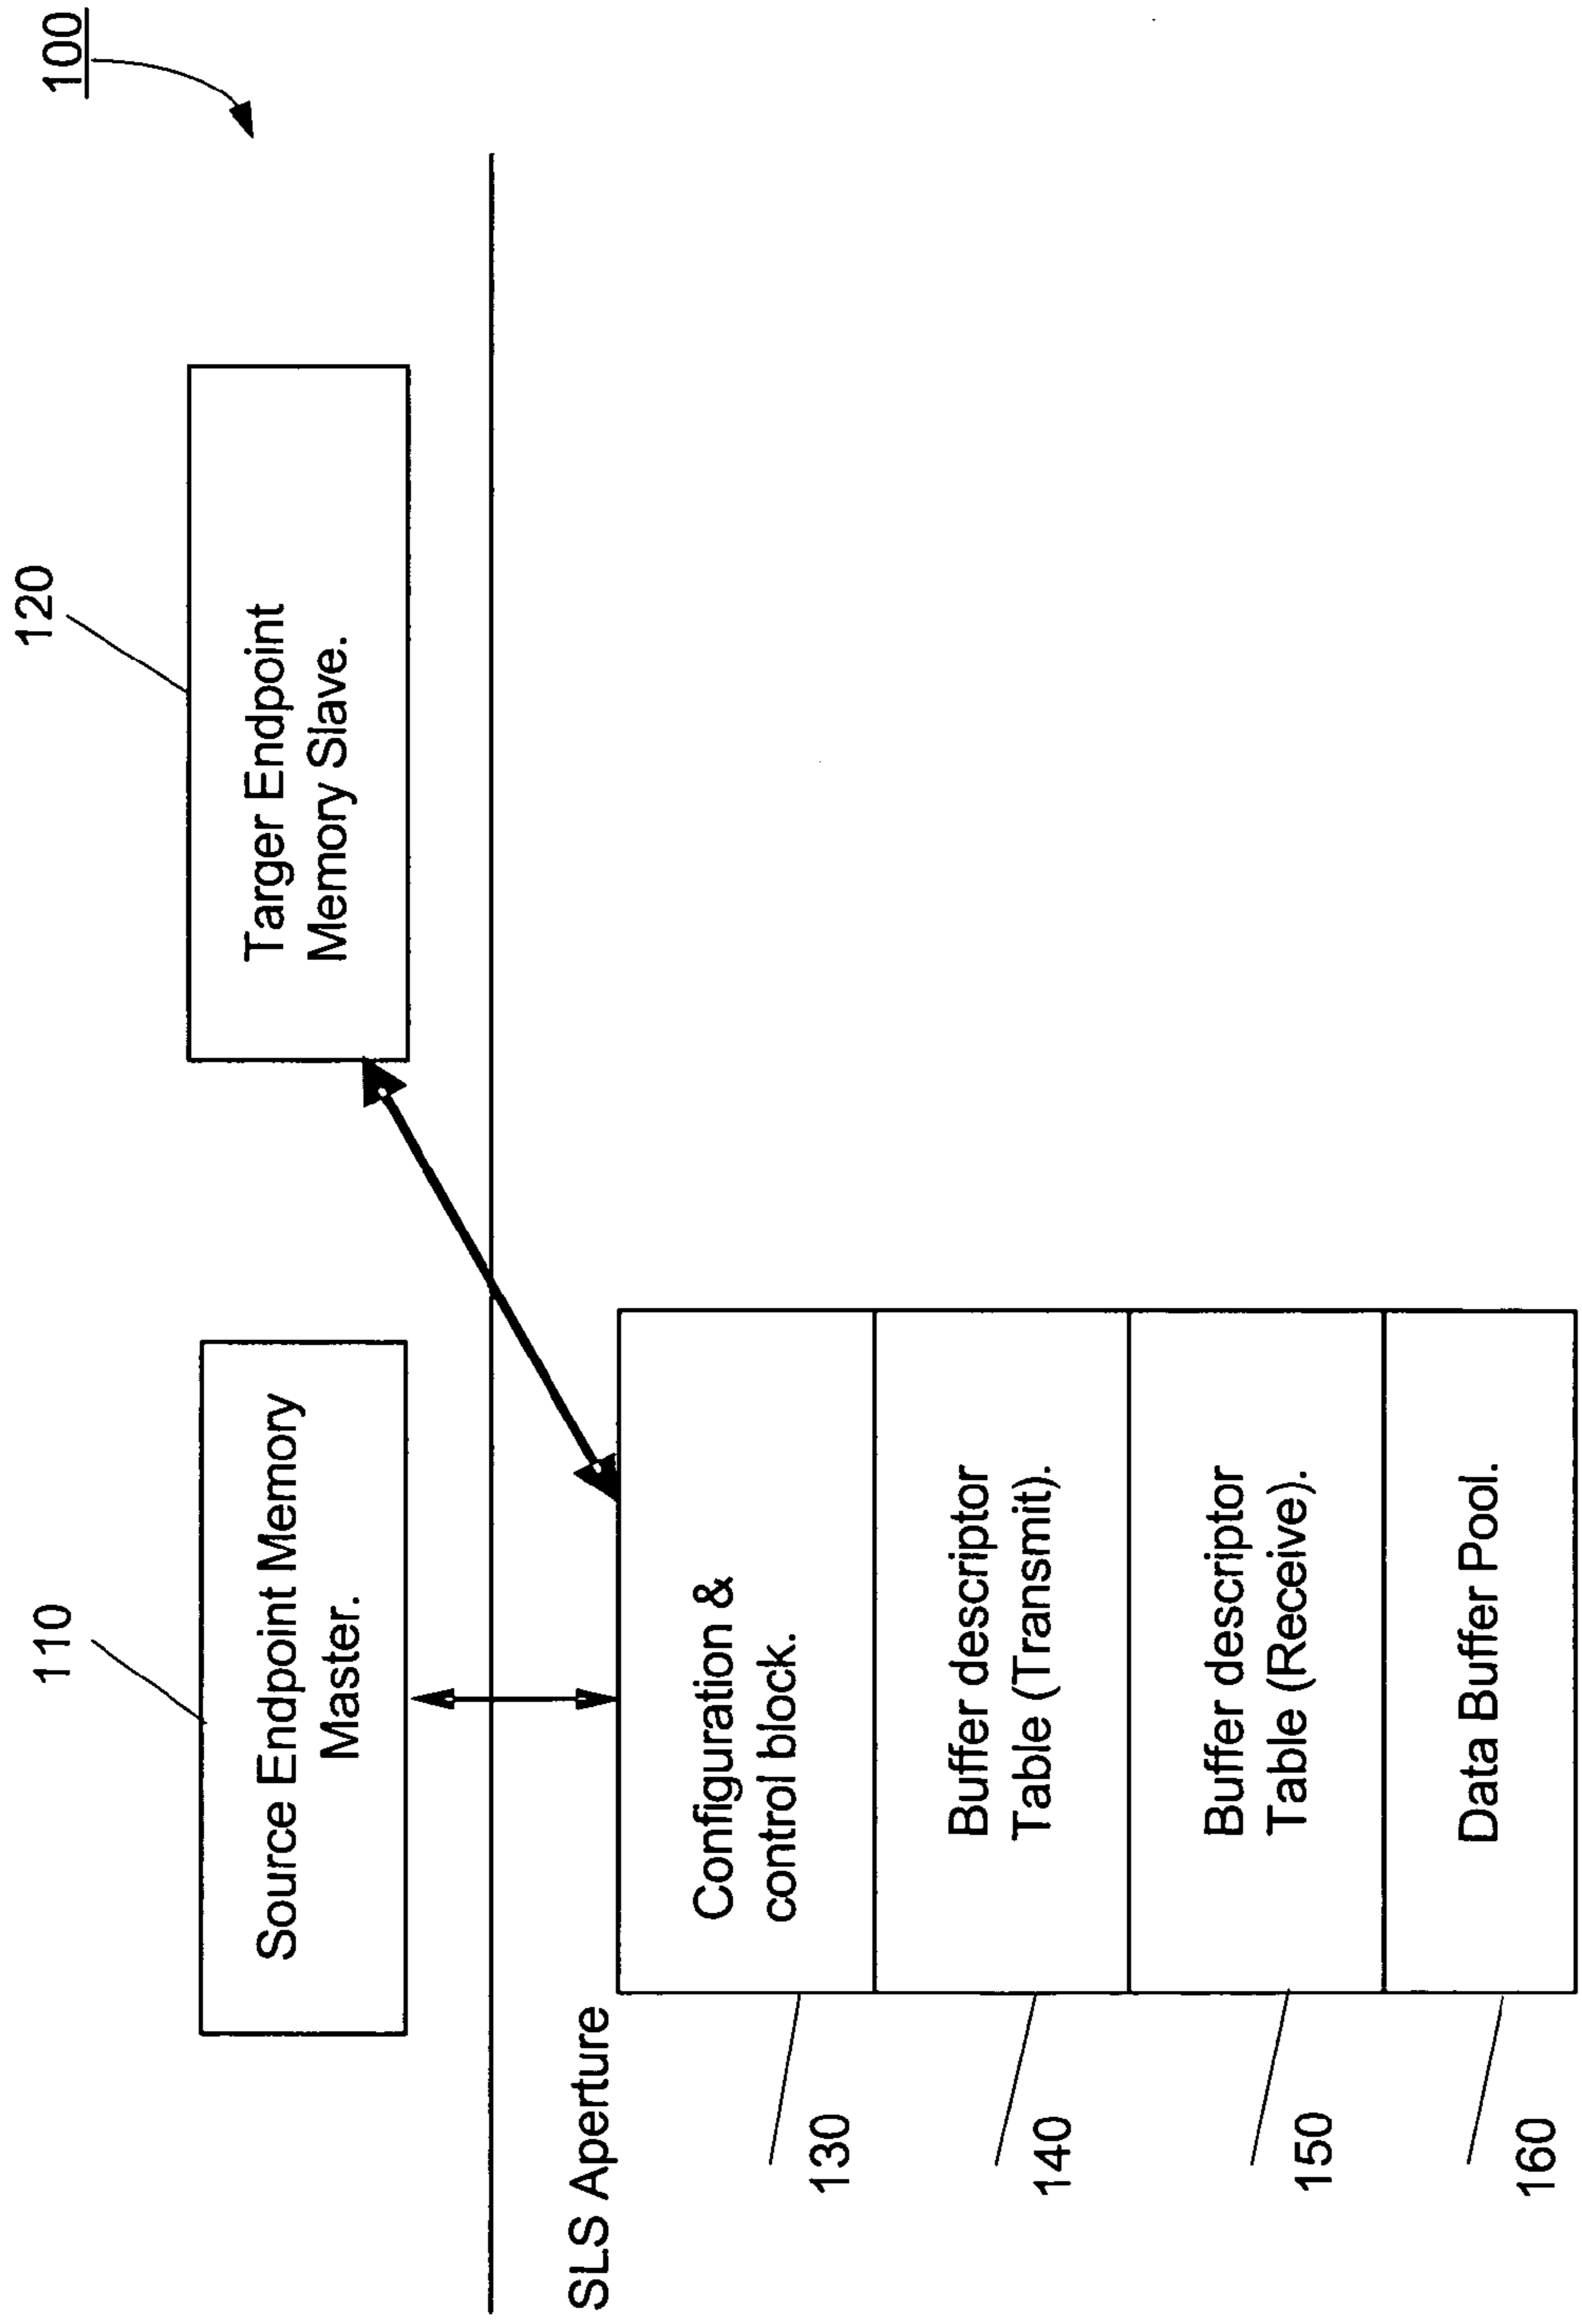 100
110
120
Source Endpoint Memory
Master.
Targer Endpoint
Memory Slave.
SLS Aperture
130
Configuration &
control block.
140
Buffer descriptor
Table (Transmit).
150
Buffer descriptor
Table (Receive).
160
Data Buffer Pool.